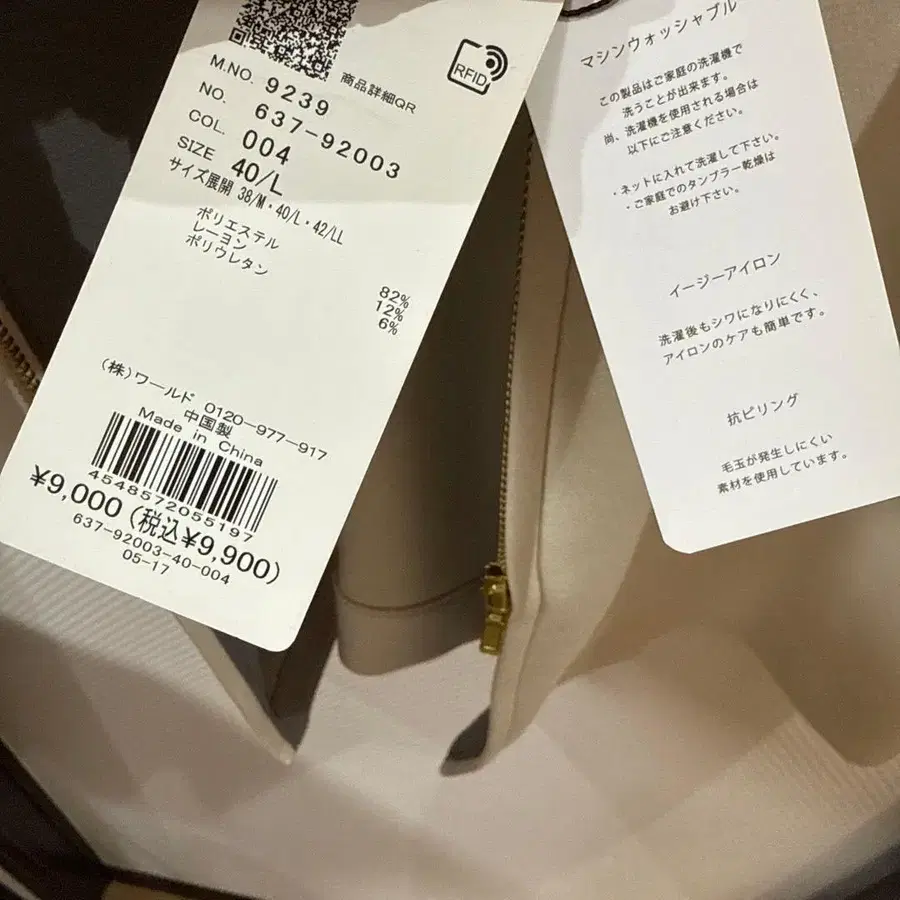 RFID
商品詳細QR
M.NO. 9239
NO. 637-92003
COL. 004
SIZE 40/L
サイズ展開 38/M・40/L・42/LL
ポリエステル 82%
レーヨン 12%
ポリウレタン 6%
(株)ワールド 0120-977-917
中国製
Made in China
4548572055197
¥9,000 (税込¥9,900)
637-92003-40-004
05-17
マシンウォッシャブル
この製品はご家庭の洗濯機で
洗うことが出来ます。
尚、洗濯機を使用される場合は
以下にご注意ください。
・ネットに入れて洗濯して下さい。
・ご家庭でのタンブラー乾燥は
お避け下さい。
イージーアイロン
洗濯後もシワになりにくく、
アイロンのケアも簡単です。
抗ピリング
毛玉が発生しにくい
素材を使用しています。